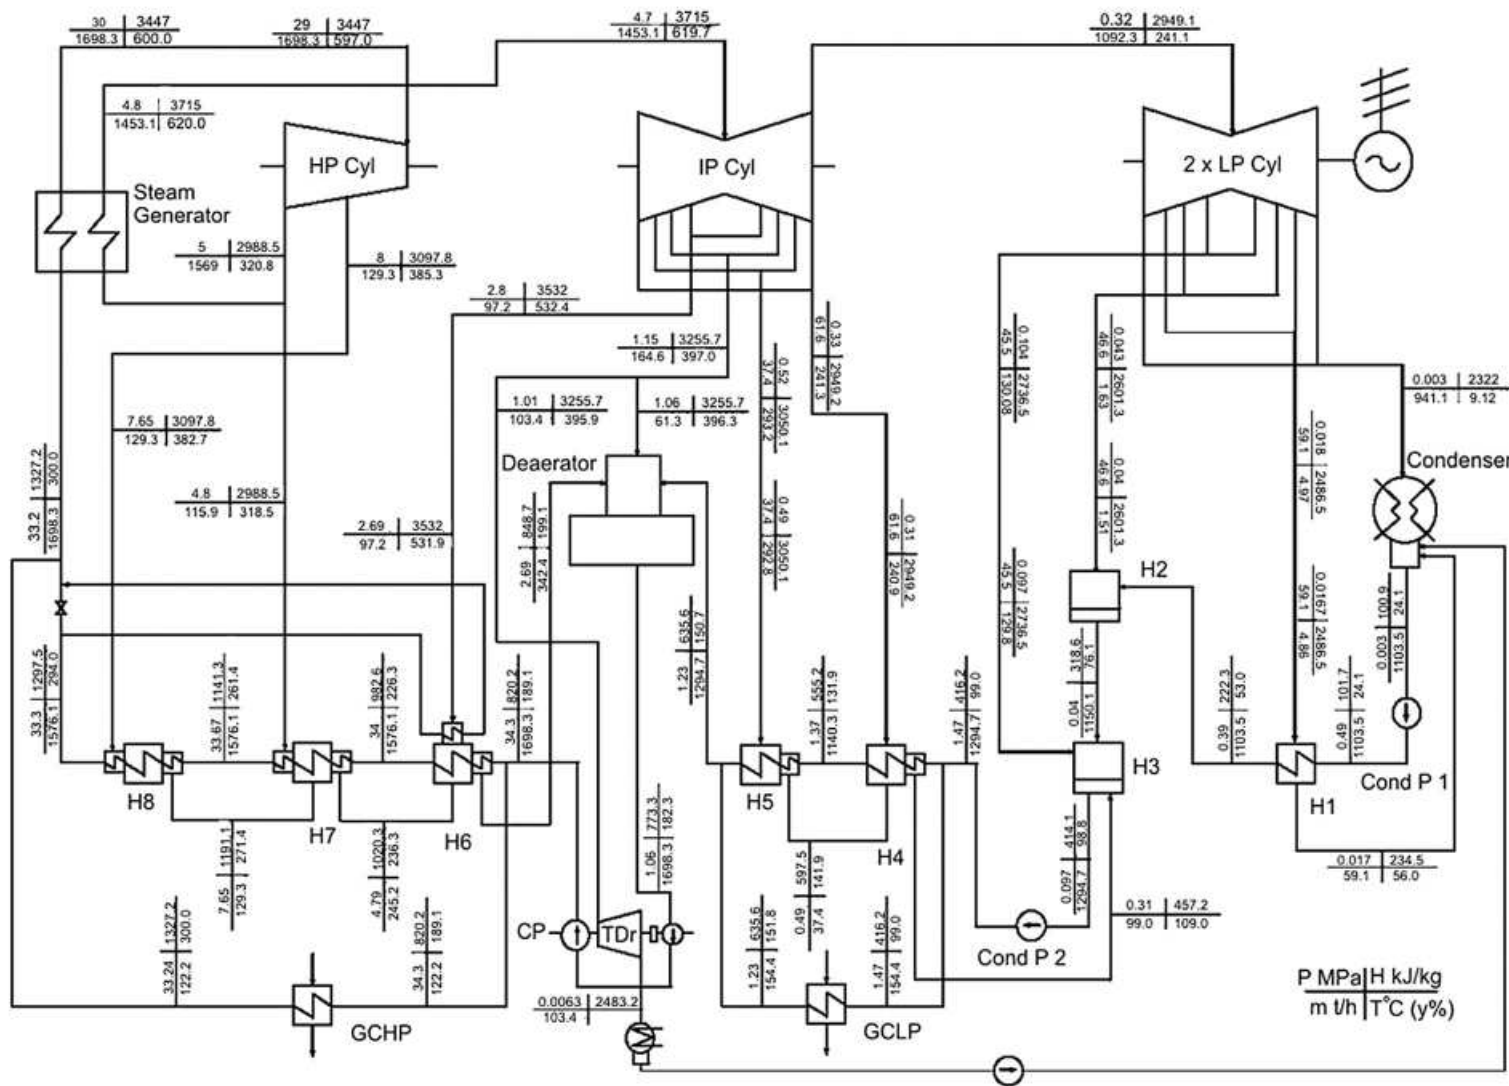 30 | 3447
1698.3 | 600.0
29 | 3447
1698.3 | 597.0
4.7 | 3715
1453.1 | 619.7
0.32 | 2949.1
1092.3 | 241.1
4.8 | 3715
1453.1 | 620.0
HP Cyl
IP Cyl
2 x LP Cyl
Steam
Generator
5 | 2988.5
1569 | 320.8
8 | 3097.8
129.3 | 385.3
2.8 | 3532
97.2 | 532.4
1.15 | 3255.7
164.6 | 397.0
0.33 | 2949.2
61.6 | 241.3
0.52 | 3050.1
37.4 | 293.2
0.104 | 2736.5
45.5 | 130.08
0.043 | 2601.3
46.6 | 1.63
0.003 | 2322
941.1 | 9.12
7.65 | 3097.8
129.3 | 382.7
1.01 | 3255.7
103.4 | 395.9
1.06 | 3255.7
61.3 | 396.3
0.018 | 2486.5
59.1 | 4.97
Condenser
Deaerator
33.2 | 1327.2
1698.3 | 300.0
4.8 | 2988.5
115.9 | 318.5
2.69 | 3532
97.2 | 531.9
2.69 | 848.7
342.4 | 199.1
0.49 | 3050.1
37.4 | 292.8
0.31 | 2949.2
61.6 | 240.9
0.04 | 2601.3
46.6 | 1.51
H2
0.097 | 2736.5
45.5 | 129.8
0.0167 | 2486.5
59.1 | 4.86
0.003 | 100.9
1103.5 | 24.1
33.3 | 1297.5
1576.1 | 294.0
33.67 | 1141.3
1576.1 | 261.4
34 | 982.6
1576.1 | 226.3
34.3 | 820.2
1698.3 | 189.1
1.23 | 635.6
1294.7 | 150.7
1.37 | 555.2
1140.3 | 131.9
1.47 | 416.2
1294.7 | 99.0
0.04 | 318.6
1150.1 | 76.1
0.39 | 222.3
1103.5 | 53.0
0.49 | 101.7
1103.5 | 24.1
H8
H7
H6
H5
H4
H3
H1
Cond P 1
7.65 | 1191.1
129.3 | 271.4
4.79 | 1020.3
245.2 | 236.3
1.06 | 773.3
1698.3 | 182.3
0.49 | 597.5
37.4 | 141.9
0.097 | 414.1
1294.7 | 98.8
0.017 | 234.5
59.1 | 56.0
0.31 | 457.2
99.0 | 109.0
CP
TDr
Cond P 2
33.24 | 1327.2
122.2 | 300.0
34.3 | 820.2
122.2 | 189.1
1.23 | 635.6
154.4 | 151.8
1.47 | 416.2
154.4 | 99.0
0.0063 | 2483.2
103.4
GCHP
GCLP
P MPa | H kJ/kg
m t/h | T°C (y%)